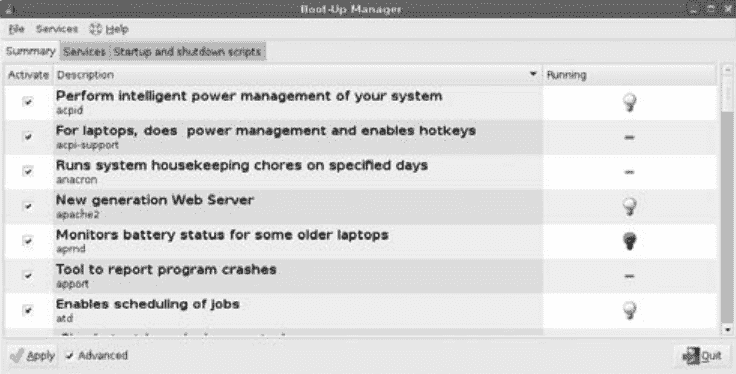 Boot-Up Manager
File Services Help
Summary Services Startup and shutdown scripts
Activate Description Running
Perform intelligent power management of your system
acpid
For laptops, does power management and enables hotkeys
acpi-support
Runs system housekeeping chores on specified days
anacron
New generation Web Server
apache2
Monitors battery status for some older laptops
apmd
Tool to report program crashes
apport
Enables scheduling of jobs
atd
Apply Advanced Quit